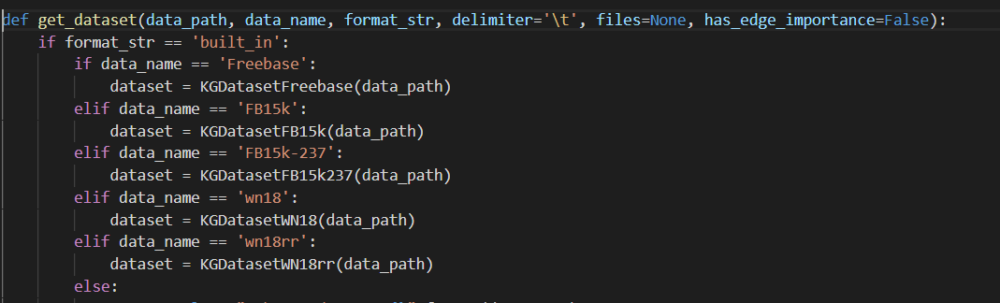 def get_dataset(data_path, data_name, format_str, delimiter='\t', files=None, has_edge_importance=False):
    if format_str == 'built_in':
        if data_name == 'Freebase':
            dataset = KGDatasetFreebase(data_path)
        elif data_name == 'FB15k':
            dataset = KGDatasetFB15k(data_path)
        elif data_name == 'FB15k-237':
            dataset = KGDatasetFB15k237(data_path)
        elif data_name == 'wn18':
            dataset = KGDatasetWN18(data_path)
        elif data_name == 'wn18rr':
            dataset = KGDatasetWN18rr(data_path)
        else: